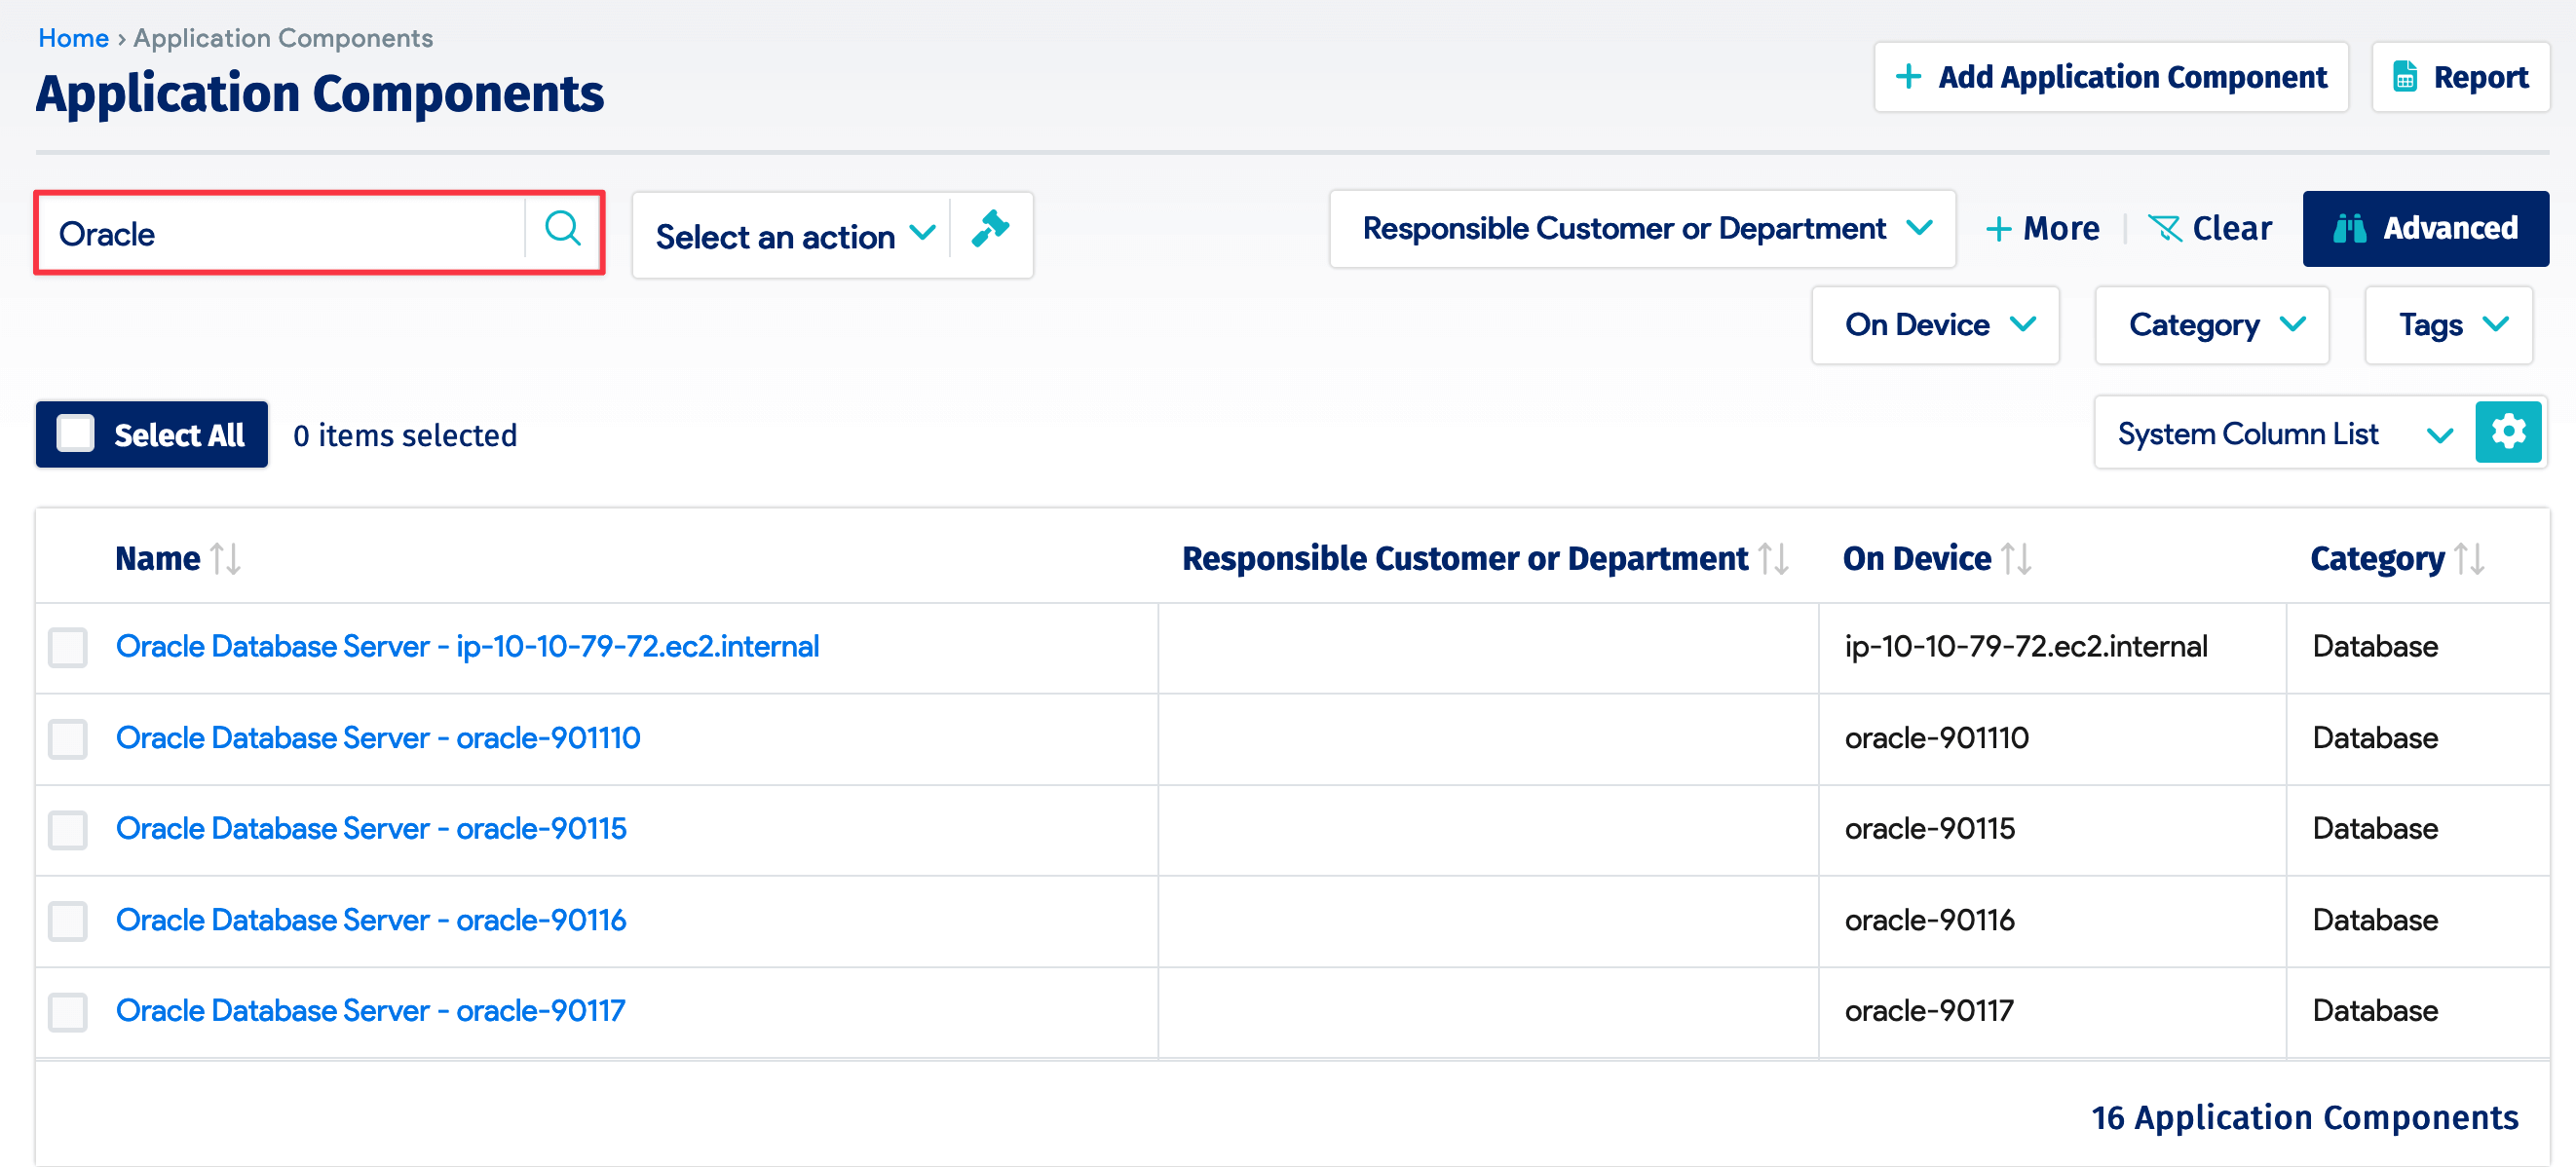 Home › Application Components
Application Components
+ Add Application Component
Report
Oracle
Select an action
Responsible Customer or Department
+ More
Clear
Advanced
On Device
Category
Tags
Select All
0 items selected
System Column List
Name Responsible Customer or Department On Device Category
Oracle Database Server - ip-10-10-79-72.ec2.internal ip-10-10-79-72.ec2.internal Database
Oracle Database Server - oracle-901110 oracle-901110 Database
Oracle Database Server - oracle-90115 oracle-90115 Database
Oracle Database Server - oracle-90116 oracle-90116 Database
Oracle Database Server - oracle-90117 oracle-90117 Database
16 Application Components